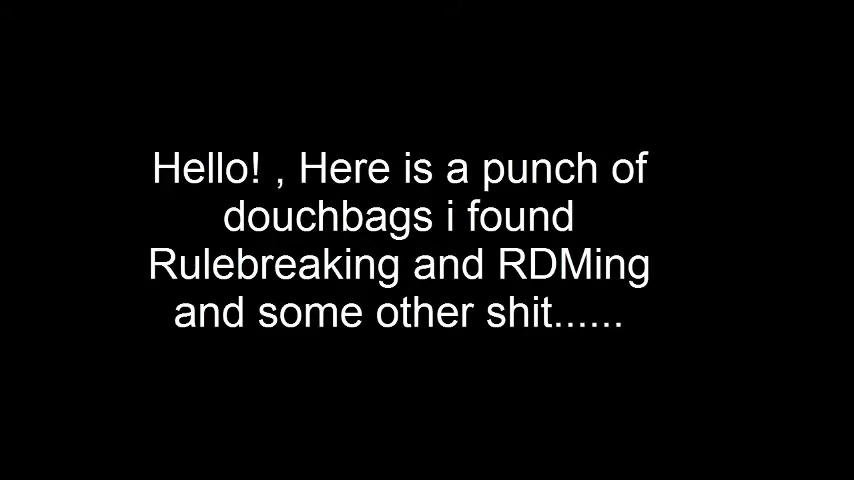 Hello! , Here is a punch of
douchbags i found
Rulebreaking and RDMing
and some other shit......